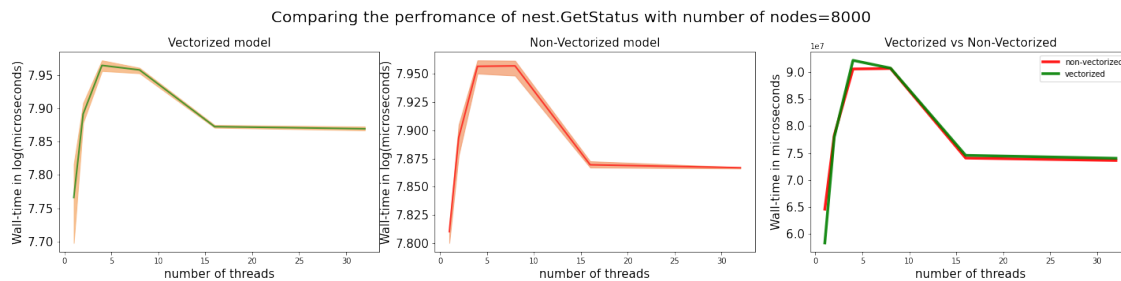 Comparing the perfromance of nest.GetStatus with number of nodes=8000
Vectorized model
Wall-time in log(microseconds)
7.95
7.90
7.85
7.80
7.75
7.70
0 5 10 15 20 25 30
number of threads
Non-Vectorized model
Wall-time in log(microseconds)
7.950
7.925
7.900
7.875
7.850
7.825
7.800
0 5 10 15 20 25 30
number of threads
Vectorized vs Non-Vectorized
1e7
Wall-time in microseconds
9.0
8.5
8.0
7.5
7.0
6.5
6.0
non-vectorized
vectorized
0 5 10 15 20 25 30
number of threads